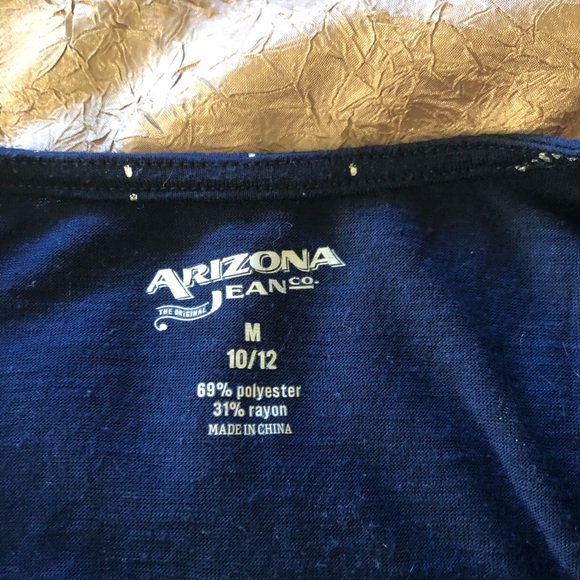 ARIZONA
JEAN CO.
THE ORIGINAL
M
10/12
69% polyester
31% rayon
MADE IN CHINA